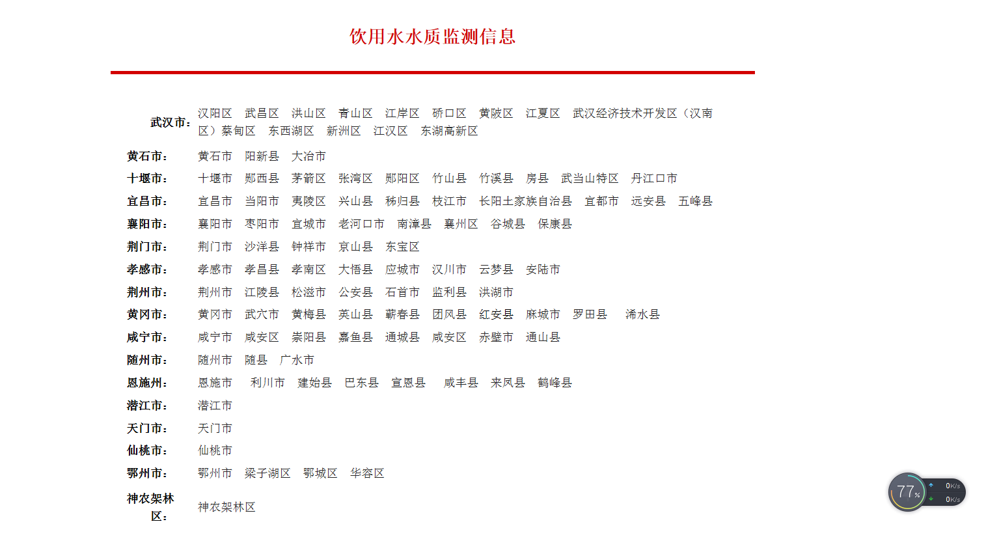 饮用水水质监测信息
武汉市： 汉阳区 武昌区 洪山区 青山区 江岸区 硚口区 黄陂区 江夏区 武汉经济技术开发区（汉南
区）蔡甸区 东西湖区 新洲区 江汉区 东湖高新区
黄石市： 黄石市 阳新县 大冶市
十堰市： 十堰市 郧西县 茅箭区 张湾区 郧阳区 竹山县 竹溪县 房县 武当山特区 丹江口市
宜昌市： 宜昌市 当阳市 夷陵区 兴山县 秭归县 枝江市 长阳土家族自治县 宜都市 远安县 五峰县
襄阳市： 襄阳市 枣阳市 宜城市 老河口市 南漳县 襄州区 谷城县 保康县
荆门市： 荆门市 沙洋县 钟祥市 京山县 东宝区
孝感市： 孝感市 孝昌县 孝南区 大悟县 应城市 汉川市 云梦县 安陆市
荆州市： 荆州市 江陵县 松滋市 公安县 石首市 监利县 洪湖市
黄冈市： 黄冈市 武穴市 黄梅县 英山县 蕲春县 团风县 红安县 麻城市 罗田县 浠水县
咸宁市： 咸宁市 咸安区 崇阳县 嘉鱼县 通城县 咸安区 赤壁市 通山县
随州市： 随州市 随县 广水市
恩施州： 恩施市 利川市 建始县 巴东县 宣恩县 咸丰县 来凤县 鹤峰县
潜江市： 潜江市
天门市： 天门市
仙桃市： 仙桃市
鄂州市： 鄂州市 梁子湖区 鄂城区 华容区
神农架林
区： 神农架林区
77%
0K/s
0K/s